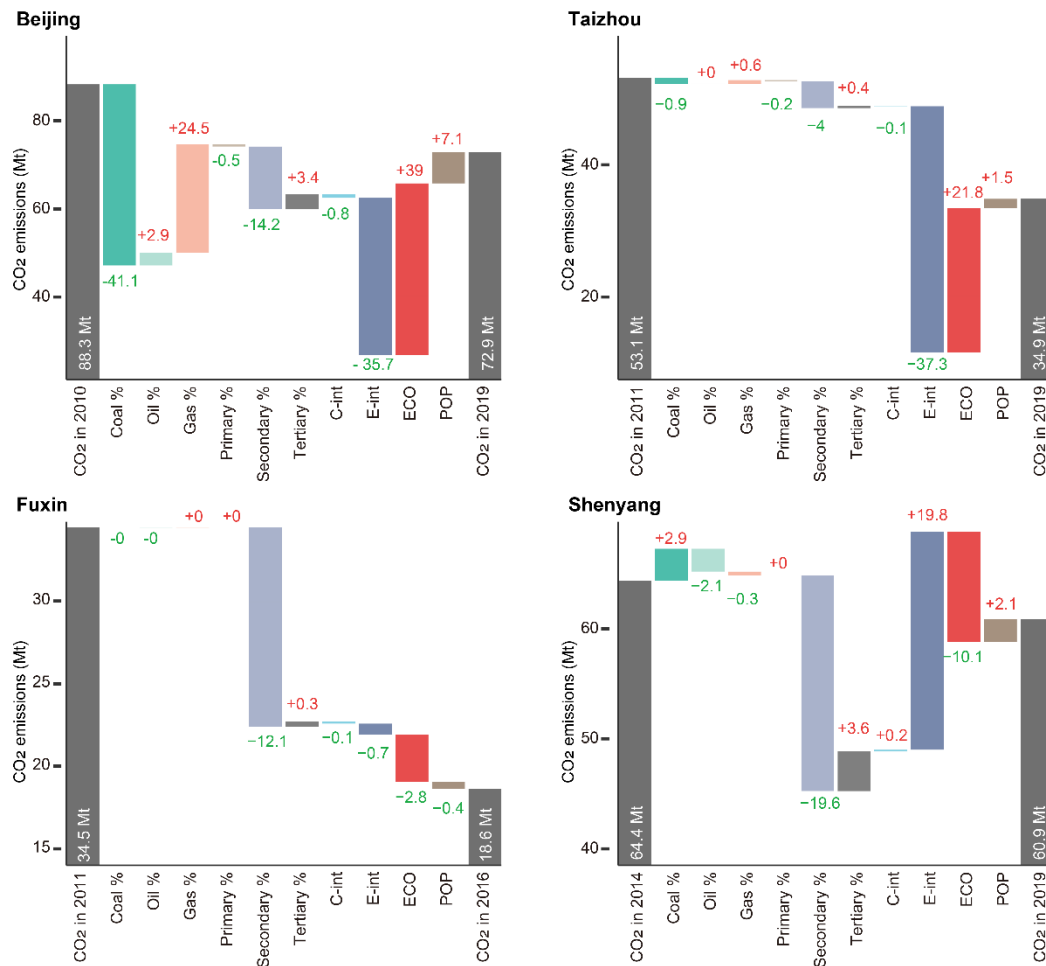 Beijing
CO₂ emissions (Mt)
80
60
40
88.3 Mt
-41.1
+2.9
+24.5
-0.5
-14.2
+3.4
-0.8
- 35.7
+39
+7.1
72.9 Mt
CO₂ in 2010
Coal %
Oil %
Gas %
Primary %
Secondary %
Tertiary %
C-int
E-int
ECO
POP
CO₂ in 2019
Taizhou
CO₂ emissions (Mt)
40
20
53.1 Mt
−0.9
+0
+0.6
−0.2
−4
+0.4
−0.1
−37.3
+21.8
+1.5
34.9 Mt
CO₂ in 2011
Coal %
Oil %
Gas %
Primary %
Secondary %
Tertiary %
C-int
E-int
ECO
POP
CO₂ in 2019
Fuxin
CO₂ emissions (Mt)
35
25
20
15
34.5 Mt
-0
-0
+0
+0
−12.1
+0.3
−0.1
−0.7
−2.8
−0.4
18.6 Mt
CO₂ in 2011
Coal %
Oil %
Gas %
Primary %
Secondary %
Tertiary %
C-int
E-int
ECO
POP
CO₂ in 2016
Shenyang
CO₂ emissions (Mt)
60
50
40
64.4 Mt
+2.9
−2.1
−0.3
+0
−19.6
+3.6
+0.2
+19.8
−10.1
+2.1
60.9 Mt
CO₂ in 2014
Coal %
Oil %
Gas %
Primary %
Secondary %
Tertiary %
C-int
E-int
ECO
POP
CO₂ in 2019